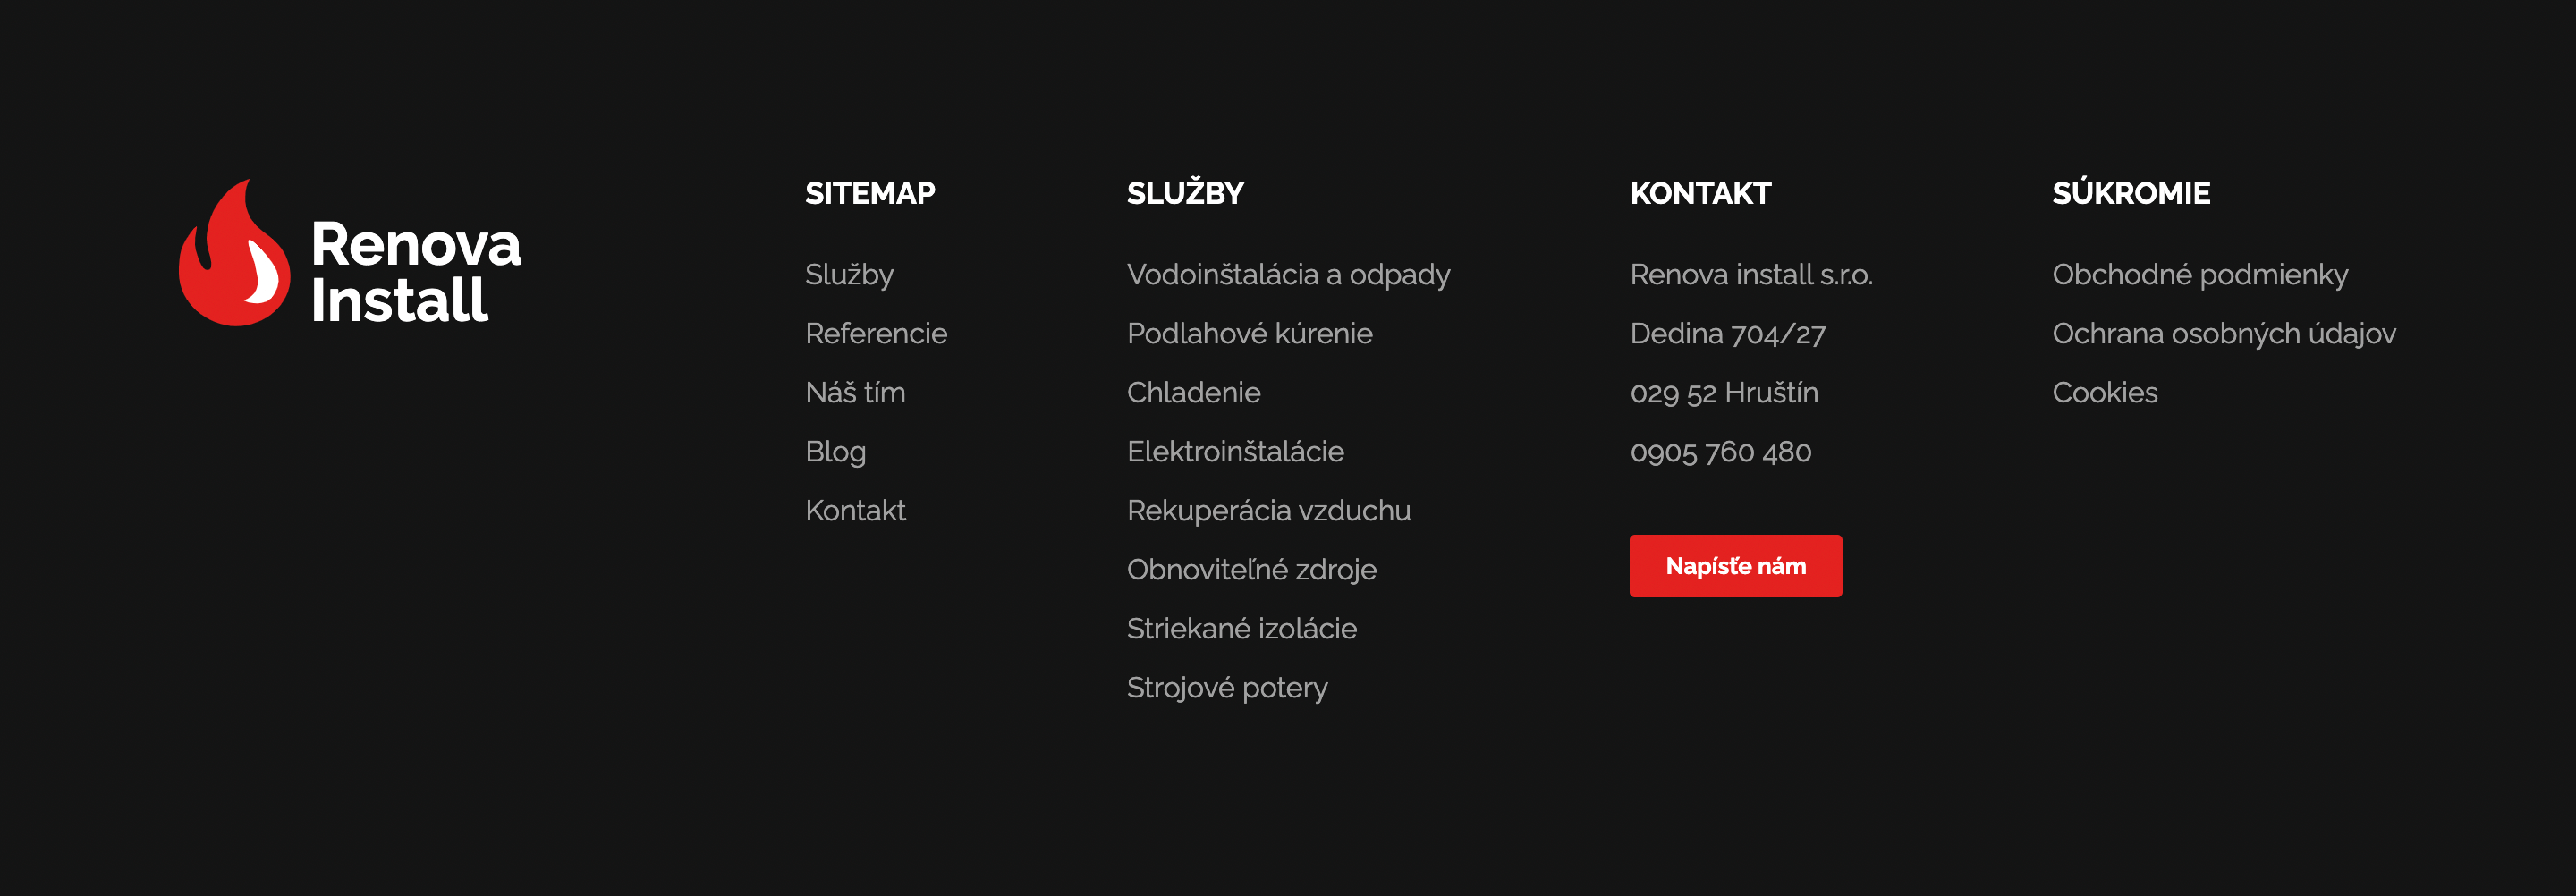 Renova
Install
SITEMAP
Služby
Referencie
Náš tím
Blog
Kontakt
SLUŽBY
Vodoinštalácia a odpady
Podlahové kúrenie
Chladenie
Elektroinštalácie
Rekuperácia vzduchu
Obnoviteľné zdroje
Striekané izolácie
Strojové potery
KONTAKT
Renova install s.r.o.
Dedina 704/27
029 52 Hruštín
0905 760 480
Napísťe nám
SÚKROMIE
Obchodné podmienky
Ochrana osobných údajov
Cookies